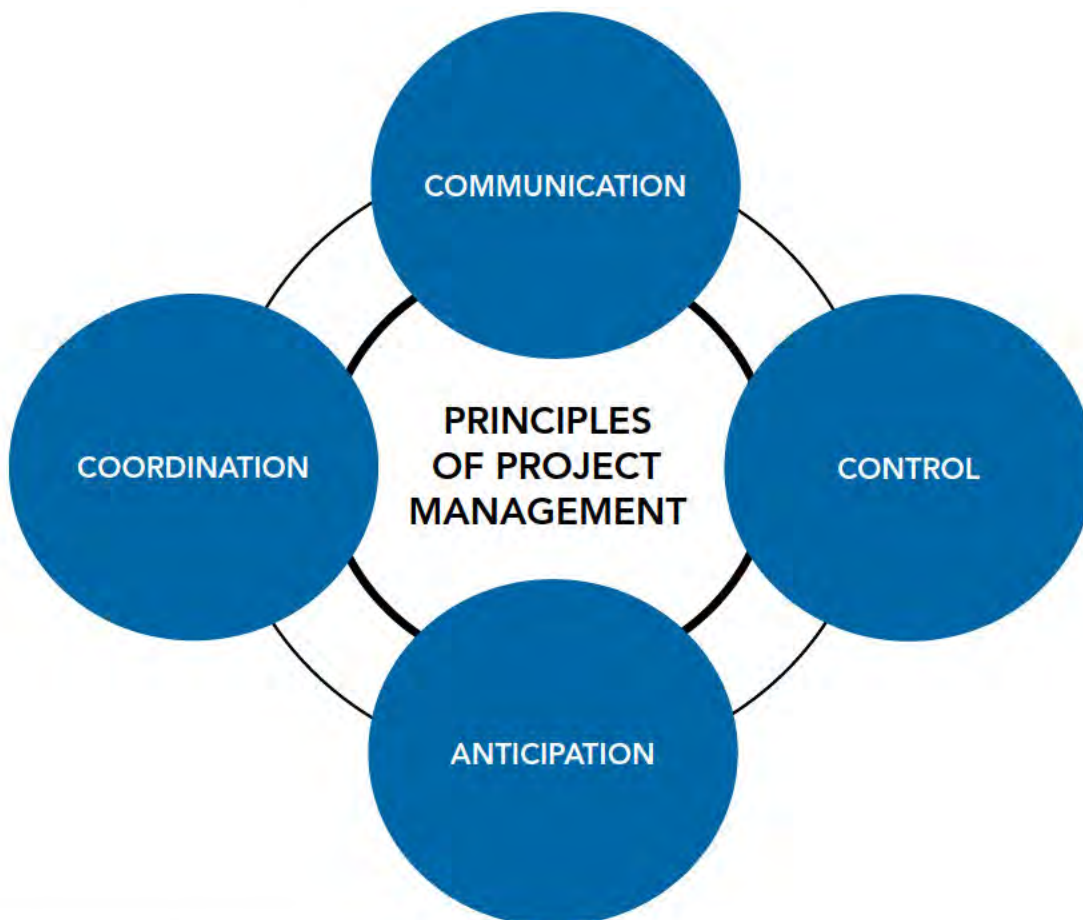 COMMUNICATION
COORDINATION
PRINCIPLES
OF PROJECT
MANAGEMENT
CONTROL
ANTICIPATION